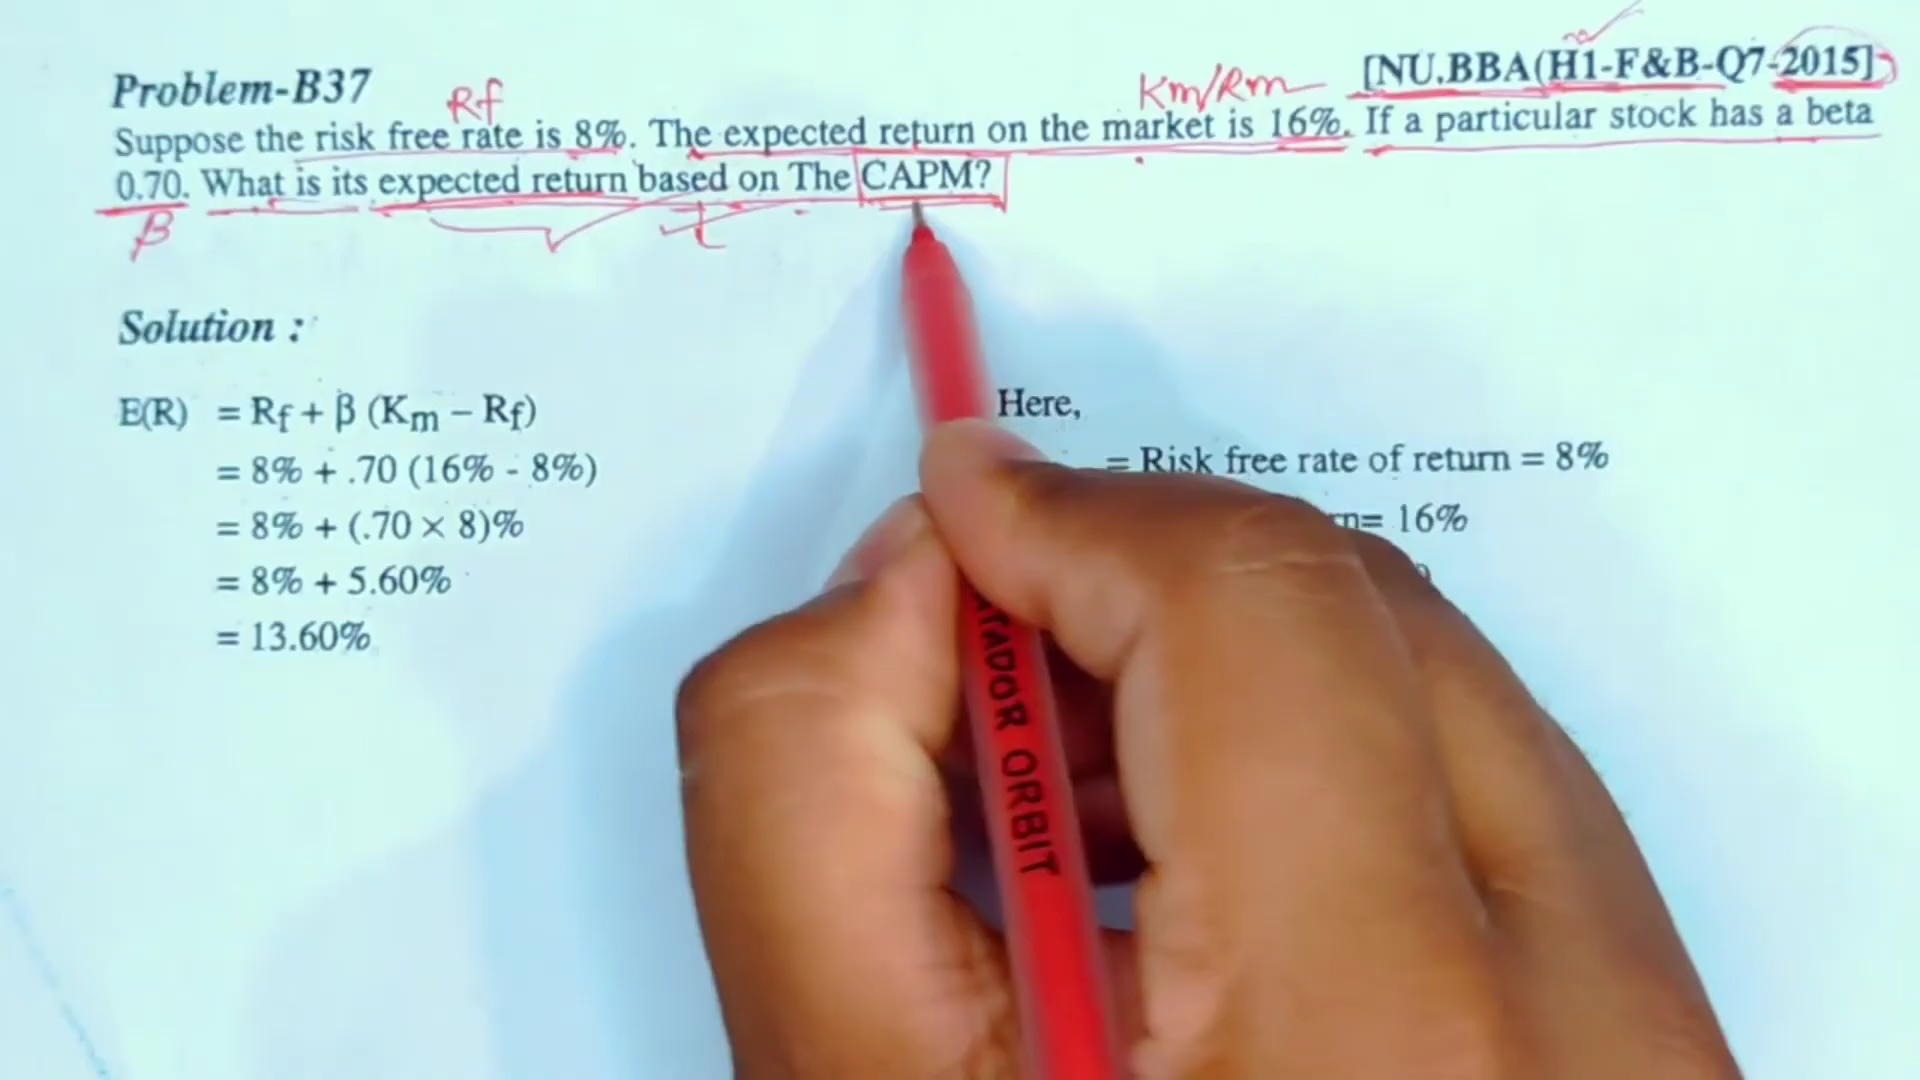 [NU.BBA(H1-F&B-Q7-2015]
Problem-B37
Rf
Km/Rm
Suppose the risk free rate is 8%. The expected return on the market is 16%. If a particular stock has a beta
0.70. What is its expected return based on The CAPM?
β
Solution :
E(R) = Rf + β (Km – Rf)
= 8% + .70 (16% - 8%)
= 8% + (.70 × 8)%
= 8% + 5.60%
= 13.60%
Here,
= Risk free rate of return = 8%
= 16%
ATADOR ORBIT